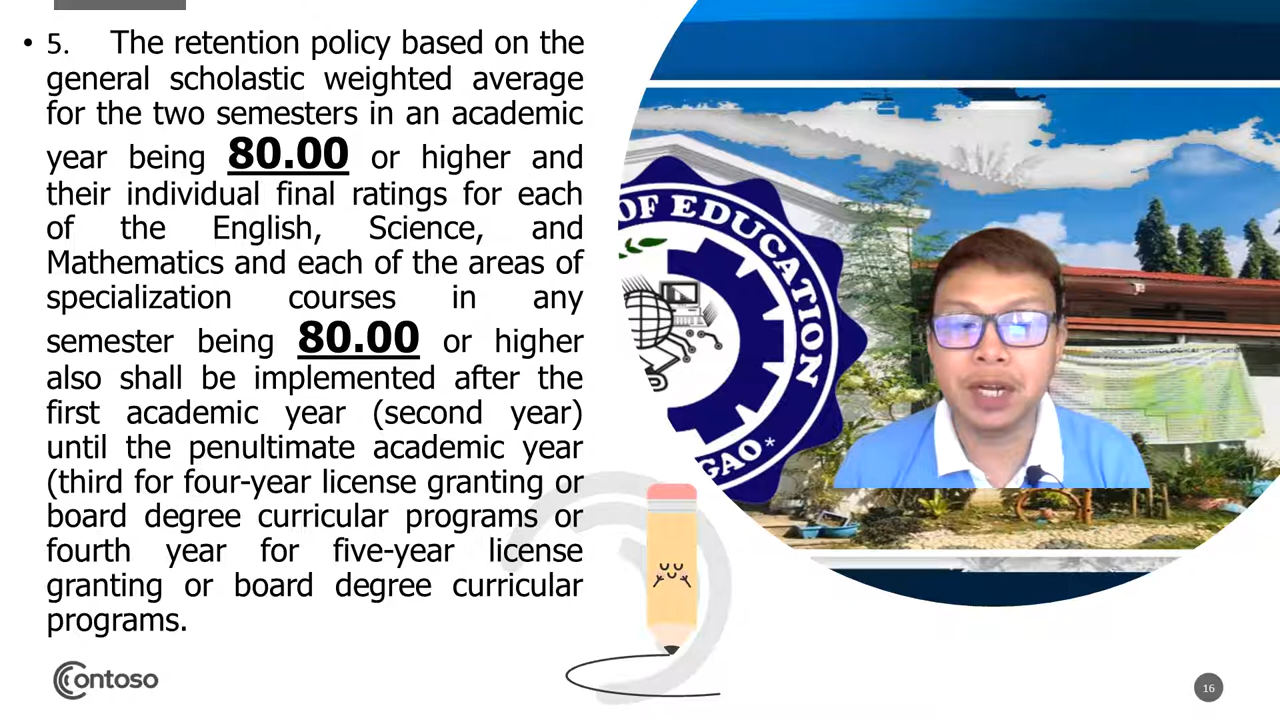 • 5. The retention policy based on the
general scholastic weighted average
for the two semesters in an academic
year being 80.00 or higher and
their individual final ratings for each
of the English, Science, and
Mathematics and each of the areas of
specialization courses in any
semester being 80.00 or higher
also shall be implemented after the
first academic year (second year)
until the penultimate academic year
(third for four-year license granting or
board degree curricular programs or
fourth year for five-year license
granting or board degree curricular
programs.
OF EDUCATION
GAO*
Contoso
16